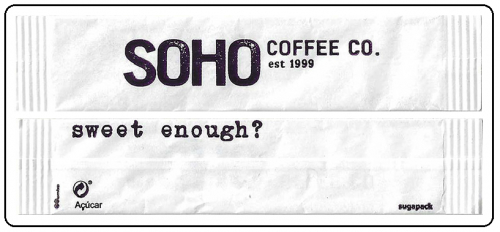 SOHO COFFEE CO.
est 1999
sweet enough?
Açúcar
sugapack